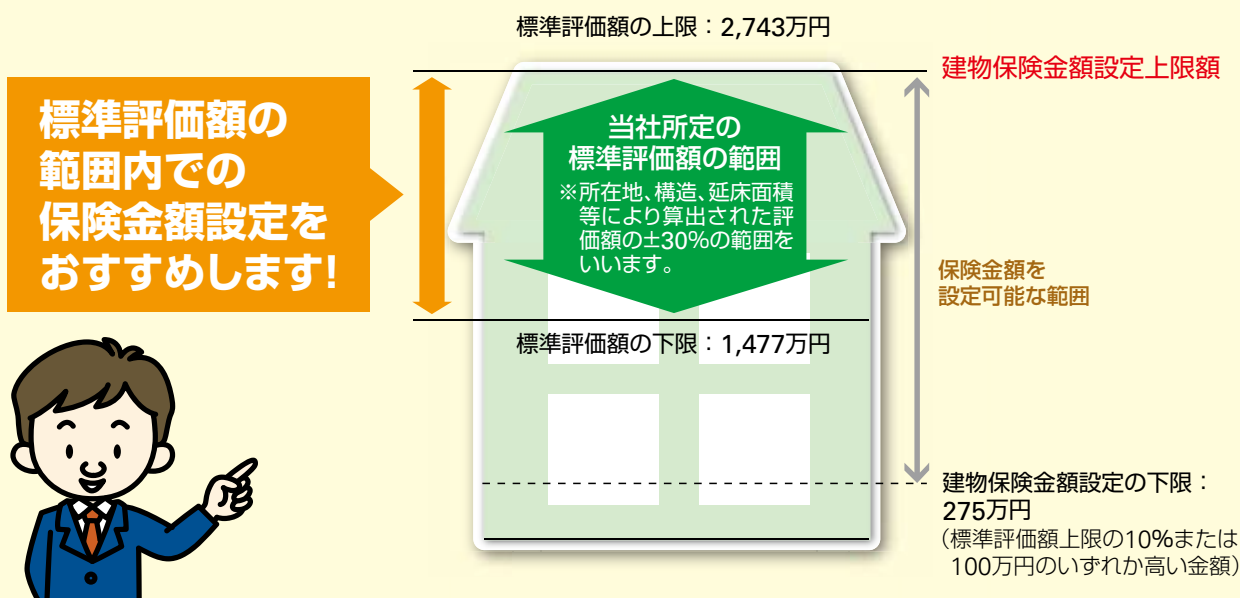 標準評価額の上限：2,743万円
建物保険金額設定上限額
標準評価額の
範囲内での
保険金額設定を
おすすめします!
当社所定の
標準評価額の範囲
※所在地、構造、延床面積
等により算出された評
価額の±30%の範囲を
いいます。
保険金額を
設定可能な範囲
標準評価額の下限：1,477万円
建物保険金額設定の下限：
275万円
（標準評価額上限の10%または
100万円のいずれか高い金額）